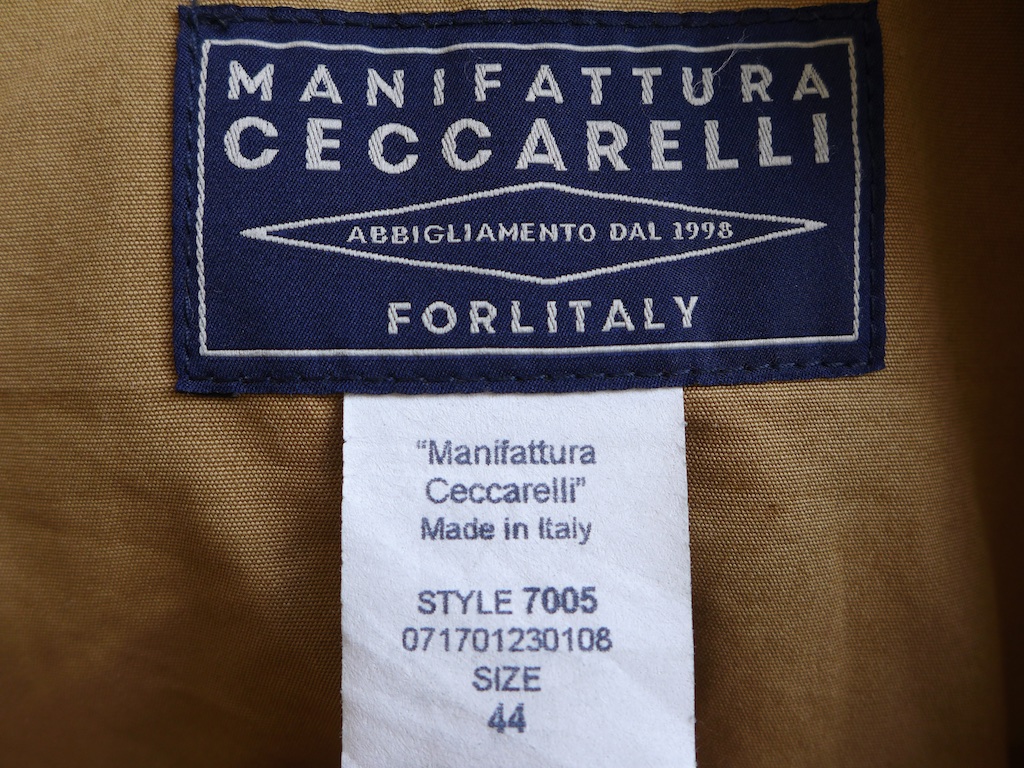 MANIFATTURA
CECCARELLI
ABBIGLIAMENTO DAL 1998
FORLITALY
"Manifattura
Ceccarelli"
Made in Italy
STYLE 7005
071701230108
SIZE
44